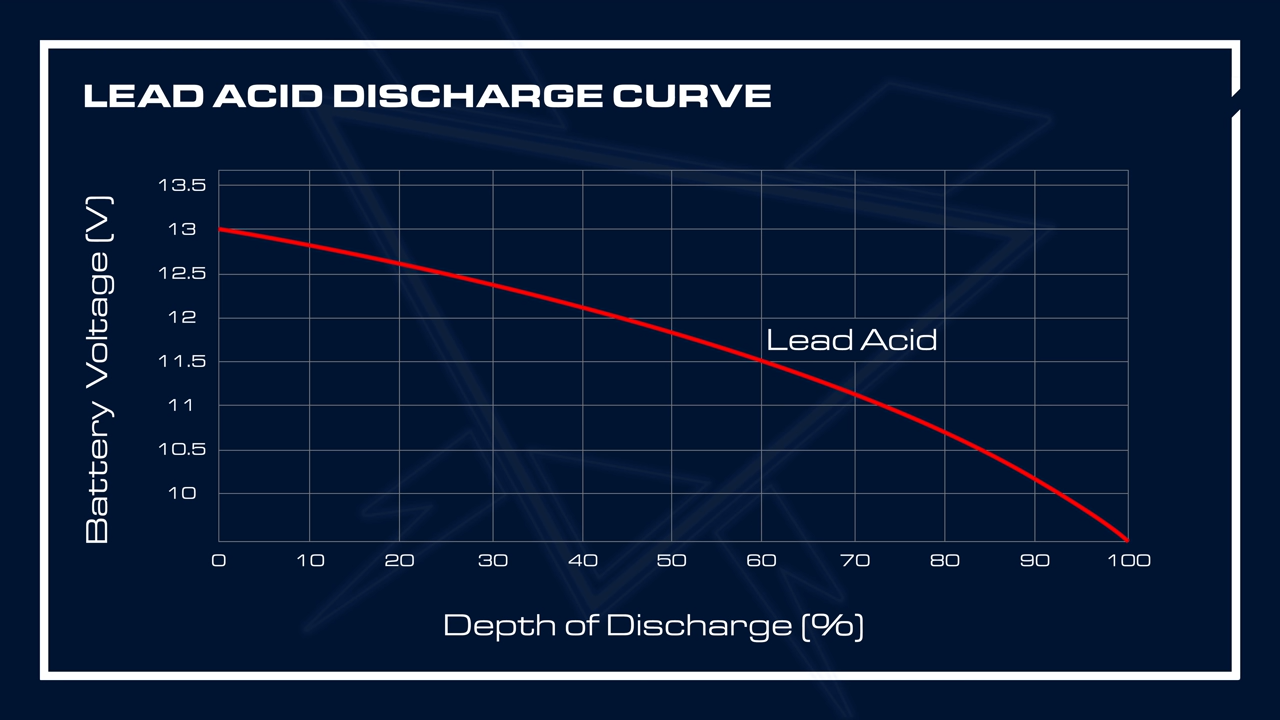 LEAD ACID DISCHARGE CURVE
Battery Voltage (V)
13.5
13
12.5
12
11.5
11
10.5
10
Lead Acid
0 10 20 30 40 50 60 70 80 90 100
Depth of Discharge (%)